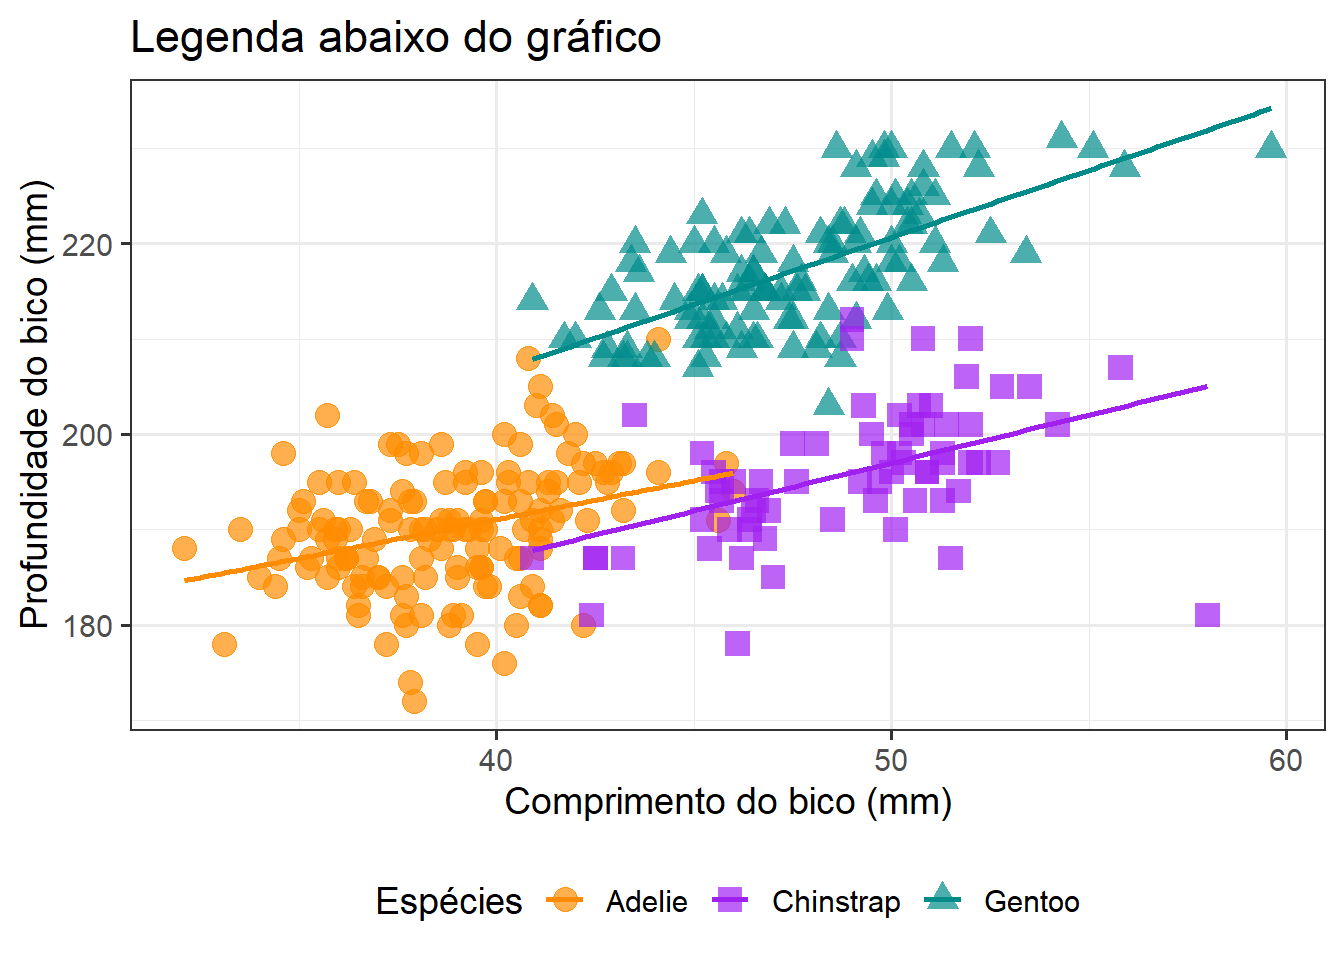 Legenda abaixo do gráfico
Profundidade do bico (mm)
220
200
180
40 50 60
Comprimento do bico (mm)
Espécies Adelie Chinstrap Gentoo